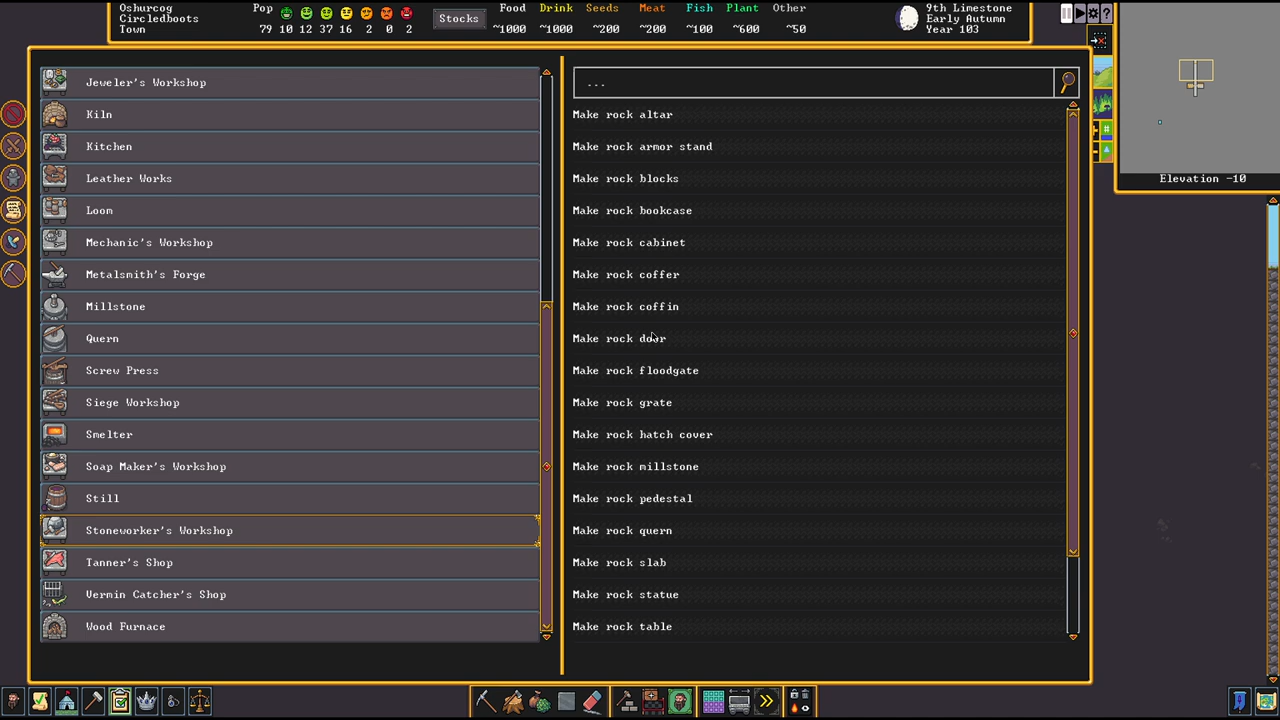 Oshurcog
Circledboots
Town
Pop
79 10 12 37 16 2 0 2
Stocks
Food Drink Seeds Meat Fish Plant Other
~1000 ~1000 ~200 ~200 ~100 ~600 ~50
9th Limestone
Early Autumn
Year 103
?
Elevation -10
Jeweler's Workshop
Kiln
Kitchen
Leather Works
Loom
Mechanic's Workshop
Metalsmith's Forge
Millstone
Quern
Screw Press
Siege Workshop
Smelter
Soap Maker's Workshop
Still
Stoneworker's Workshop
Tanner's Shop
Vermin Catcher's Shop
Wood Furnace
...
Make rock altar
Make rock armor stand
Make rock blocks
Make rock bookcase
Make rock cabinet
Make rock coffer
Make rock coffin
Make rock door
Make rock floodgate
Make rock grate
Make rock hatch cover
Make rock millstone
Make rock pedestal
Make rock quern
Make rock slab
Make rock statue
Make rock table